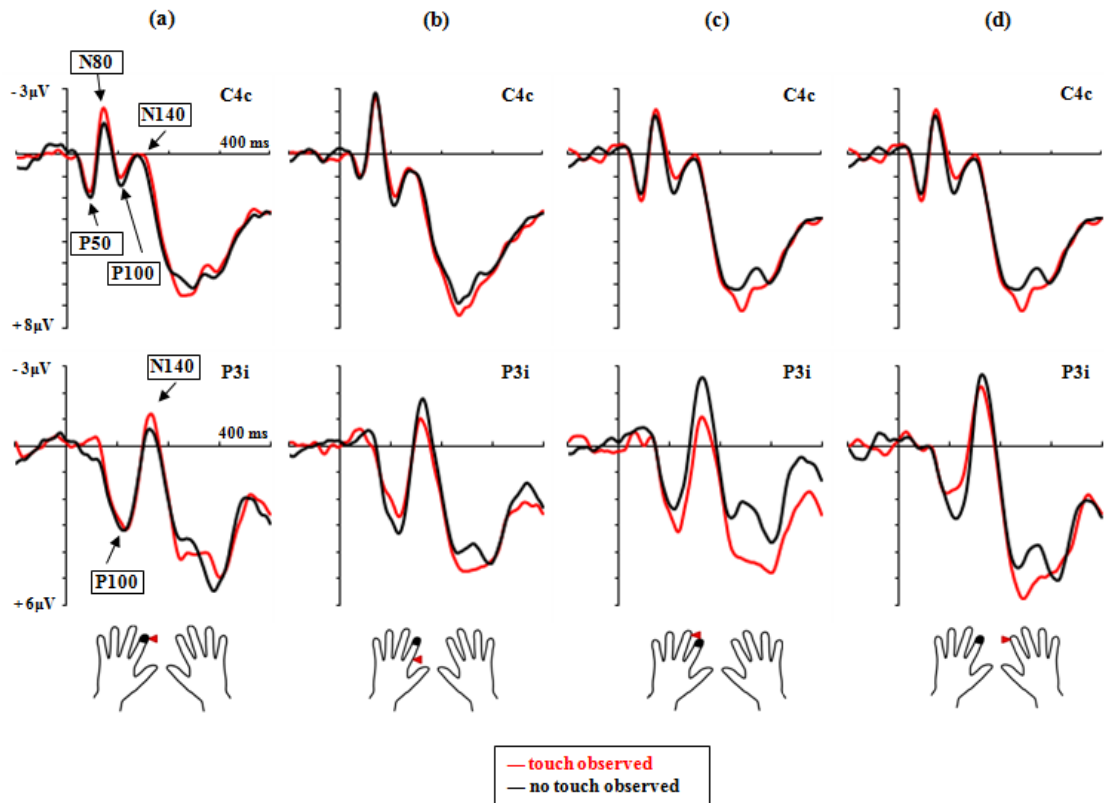 (a)
(b)
(c)
(d)
N80
- 3µV
C4c
N140
400 ms
P50
P100
+8µV
C4c
C4c
C4c
- 3µV
N140
P3i
400 ms
P100
+6µV
P3i
P3i
P3i
— touch observed
— no touch observed